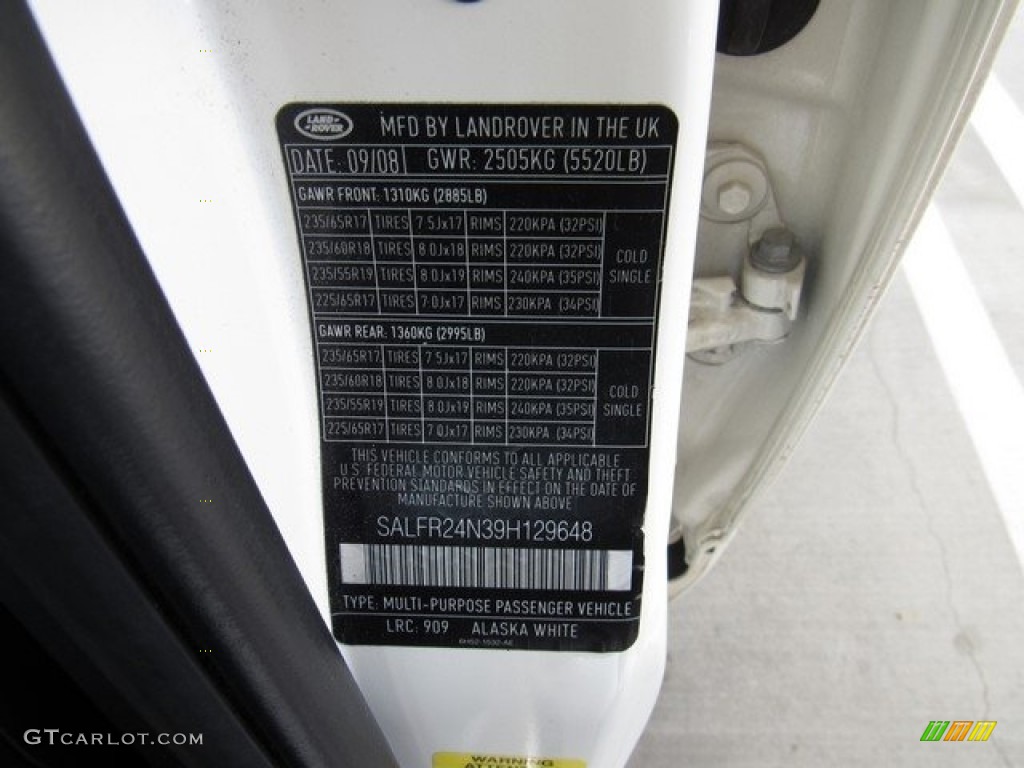 LAND ROVER
MFD BY LANDROVER IN THE UK
DATE: 09/08 GWR: 2505KG (5520LB)
GAWR FRONT: 1310KG (2885LB)
235/65R17 TIRES 7.5Jx17 RIMS 220KPA (32PSI)
235/60R18 TIRES 8.0Jx18 RIMS 220KPA (32PSI)
235/55R19 TIRES 8.0Jx19 RIMS 240KPA (35PSI)
225/65R17 TIRES 7.0Jx17 RIMS 230KPA (34PSI)
COLD
SINGLE
GAWR REAR: 1360KG (2995LB)
235/65R17 TIRES 7.5Jx17 RIMS 220KPA (32PSI)
235/60R18 TIRES 8.0Jx18 RIMS 220KPA (32PSI)
235/55R19 TIRES 8.0Jx19 RIMS 240KPA (35PSI)
225/65R17 TIRES 7.0Jx17 RIMS 230KPA (34PSI)
COLD
SINGLE
THIS VEHICLE CONFORMS TO ALL APPLICABLE
U.S. FEDERAL MOTOR VEHICLE SAFETY AND THEFT
PREVENTION STANDARDS IN EFFECT ON THE DATE OF
MANUFACTURE SHOWN ABOVE
SALFR24N39H129648
TYPE: MULTI-PURPOSE PASSENGER VEHICLE
LRC: 909 ALASKA WHITE
WARNING
GTCARLOT.COM